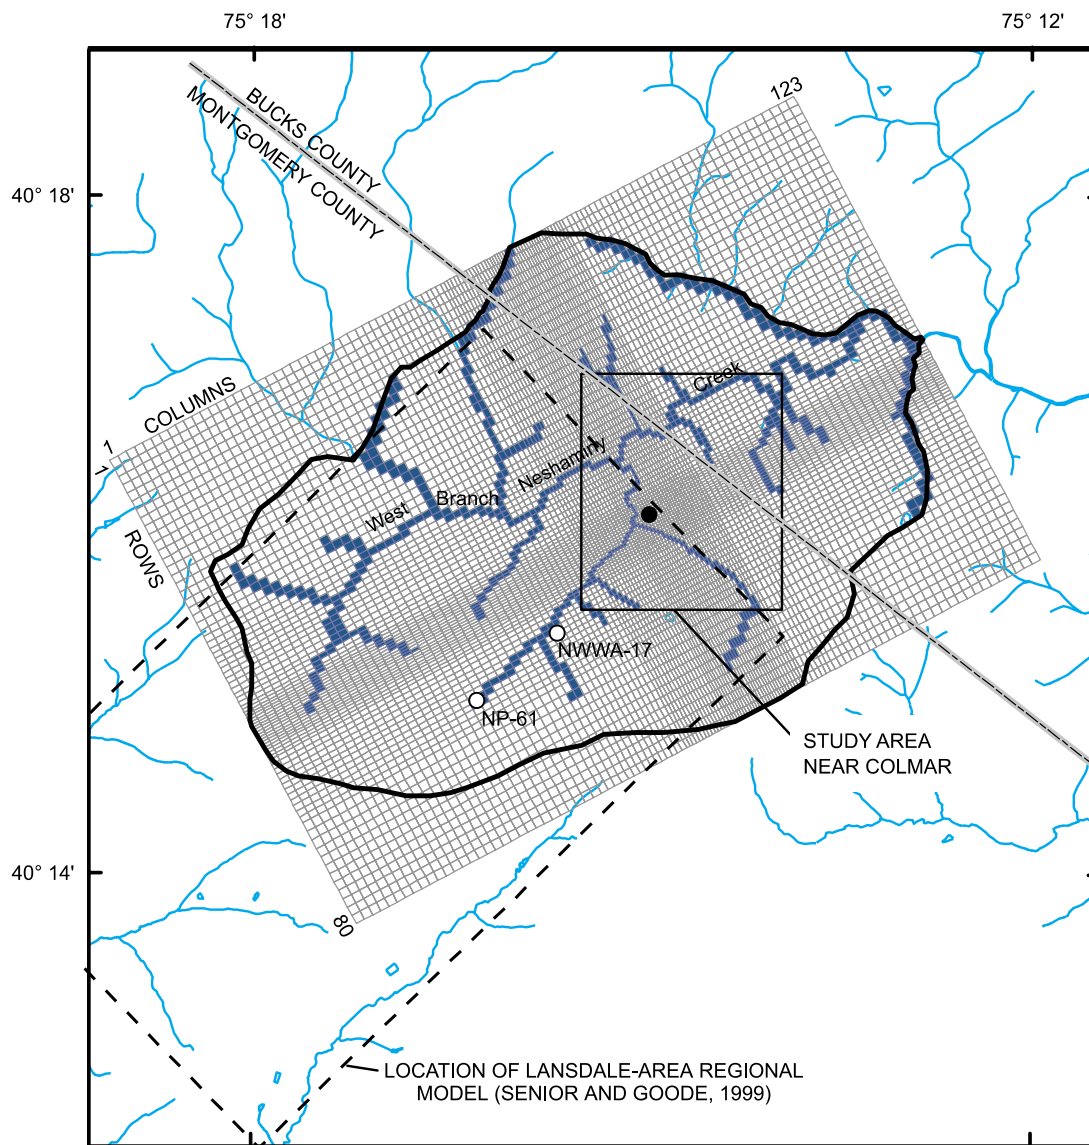 75° 18'
75° 12'
123
BUCKS COUNTY
MONTGOMERY COUNTY
40° 18'
COLUMNS
1
1
ROWS
Creek
Neshaminy
Branch
West
NWWA-17
NP-61
STUDY AREA
NEAR COLMAR
40° 14'
80
LOCATION OF LANSDALE-AREA REGIONAL
MODEL (SENIOR AND GOODE, 1999)